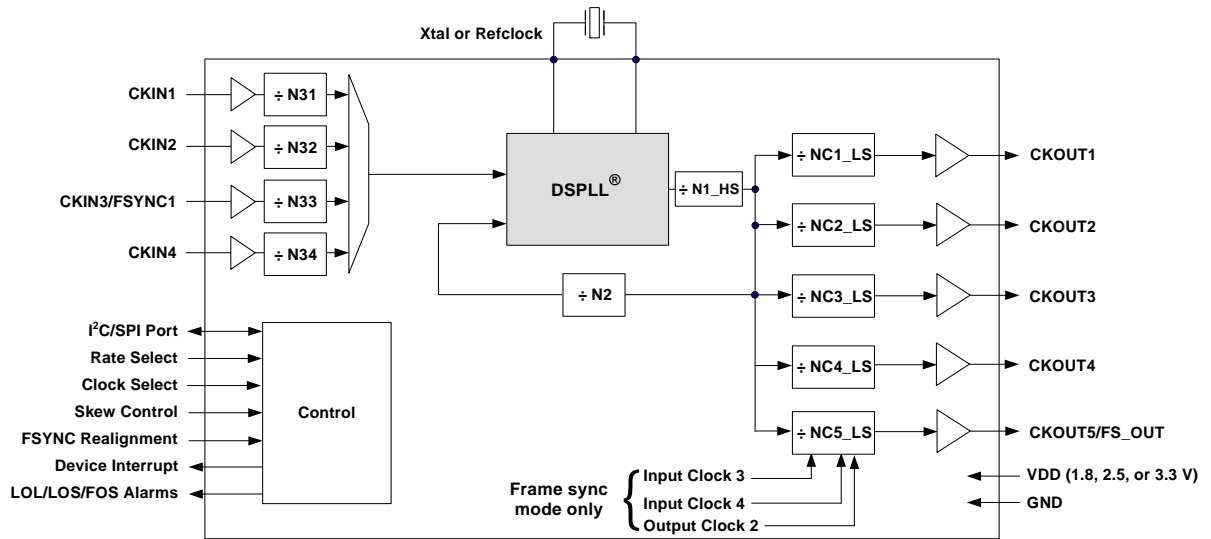 Xtal or Refclock
CKIN1
÷ N31
CKIN2
÷ N32
CKIN3/FSYNC1
÷ N33
CKIN4
÷ N34
DSPLL®
÷ N1_HS
÷ N2
÷ NC1_LS
CKOUT1
÷ NC2_LS
CKOUT2
÷ NC3_LS
CKOUT3
÷ NC4_LS
CKOUT4
÷ NC5_LS
CKOUT5/FS_OUT
I²C/SPI Port
Rate Select
Clock Select
Skew Control
FSYNC Realignment
Device Interrupt
LOL/LOS/FOS Alarms
Control
Frame sync
mode only
Input Clock 3
Input Clock 4
Output Clock 2
VDD (1.8, 2.5, or 3.3 V)
GND